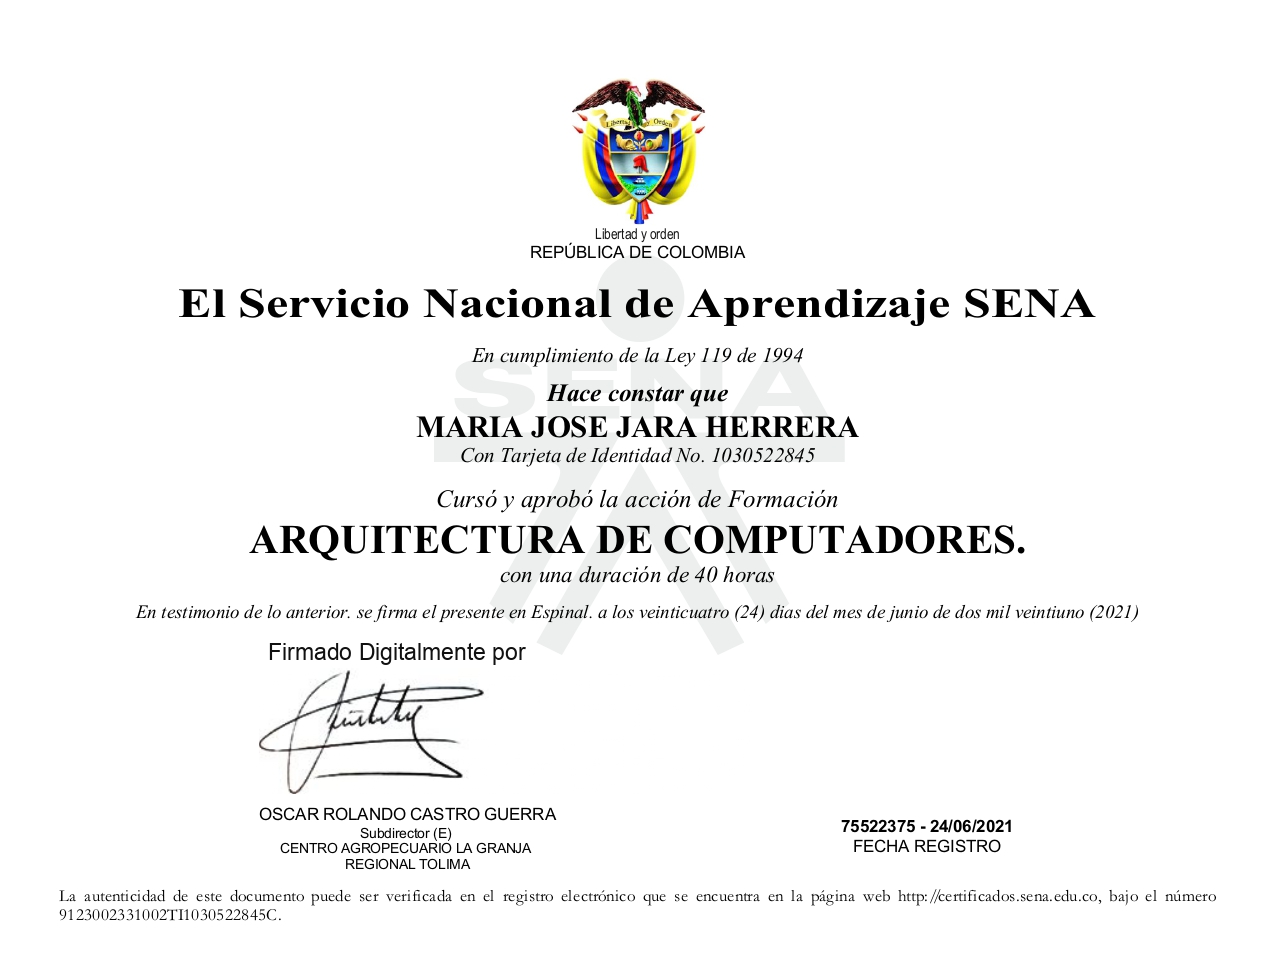 Libertad y Orden
Libertad y orden
REPÚBLICA DE COLOMBIA
El Servicio Nacional de Aprendizaje SENA
En cumplimiento de la Ley 119 de 1994
SENA
Hace constar que
MARIA JOSE JARA HERRERA
Con Tarjeta de Identidad No. 1030522845
Cursó y aprobó la acción de Formación
ARQUITECTURA DE COMPUTADORES.
con una duración de 40 horas
En testimonio de lo anterior. se firma el presente en Espinal. a los veinticuatro (24) dias del mes de junio de dos mil veintiuno (2021)
Firmado Digitalmente por
OSCAR ROLANDO CASTRO GUERRA
Subdirector (E)
CENTRO AGROPECUARIO LA GRANJA
REGIONAL TOLIMA
75522375 - 24/06/2021
FECHA REGISTRO
La autenticidad de este documento puede ser verificada en el registro electrónico que se encuentra en la página web http://certificados.sena.edu.co, bajo el número
9123002331002TI1030522845C.